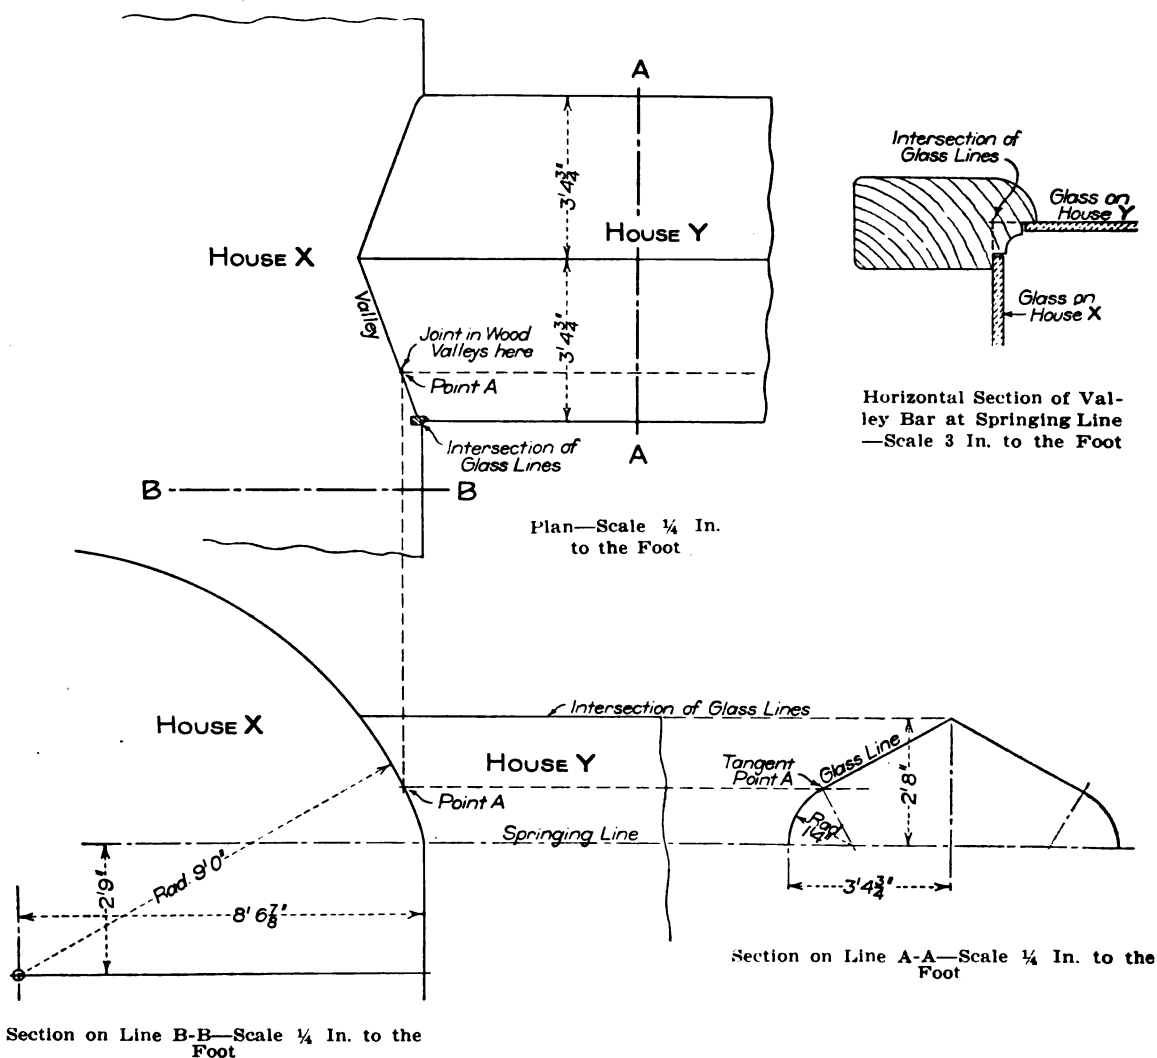 A
Intersection of
Glass Lines
Glass on
House Y
3'4¾"
House X
House Y
Valley
Glass on
House X
3'4¾"
Joint in Wood
Valleys here
Point A
Horizontal Section of Val-
ley Bar at Springing Line
—Scale 3 In. to the Foot
Intersection of
Glass Lines
A
B
B
Plan—Scale ¼ In.
to the Foot
Intersection of Glass Lines
House X
House Y
Tangent
Point A
Glass Line
2'8"
Point A
Rad.
1'4"
Springing Line
Rad. 9'0"
2'9"
3'4¾"
8'6⅞"
Section on Line A-A—Scale ¼ In. to the
Foot
Section on Line B-B—Scale ¼ In. to the
Foot